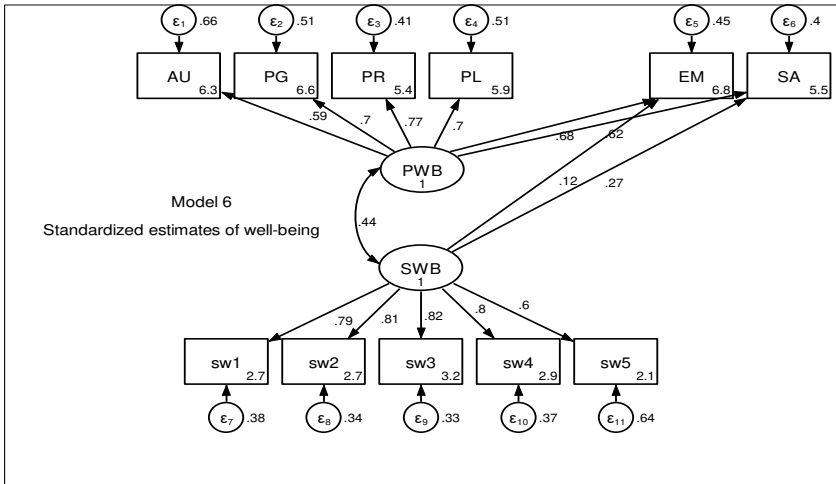 ε1 .66 ε2 .51 ε3 .41 ε4 .51 ε5 .45 ε6 .4
AU PG PR PL EM SA
6.3 6.6 5.4 5.9 6.8 5.5
.59 .7 .77 .7 .68 .62
PWB
1
.12 .27
Model 6
.44
Standardized estimates of well-being
SWB
1
.79 .81 .82 .8 .6
sw1 sw2 sw3 sw4 sw5
2.7 2.7 3.2 2.9 2.1
ε7 .38 ε8 .34 ε9 .33 ε10 .37 ε11 .64